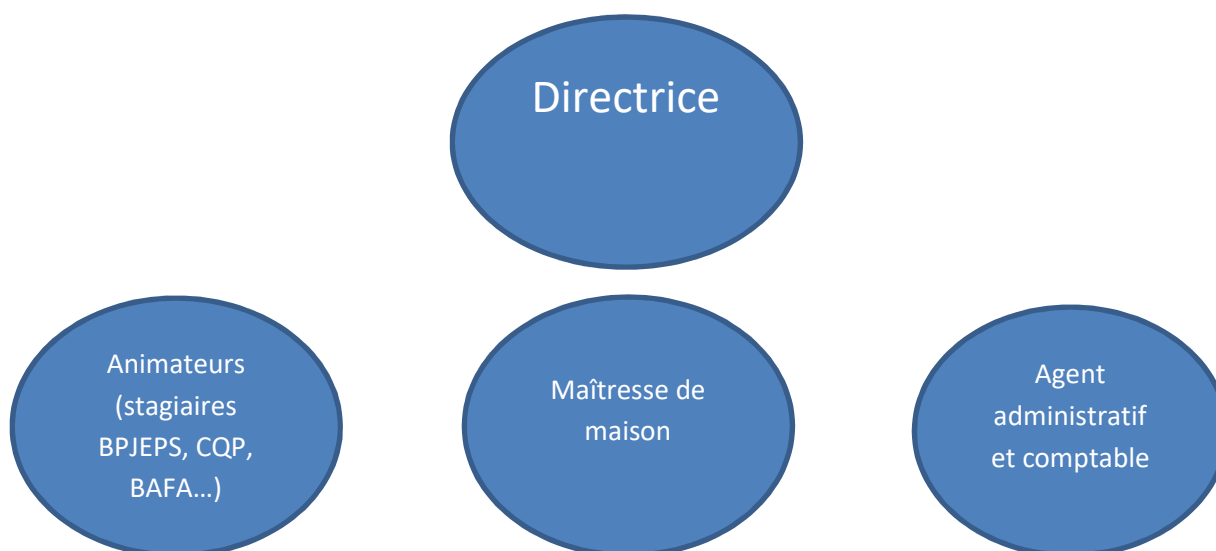 Directrice
Animateurs
(stagiaires
BPJEPS, CQP,
BAFA...)
Maîtresse de
maison
Agent
administratif
et comptable